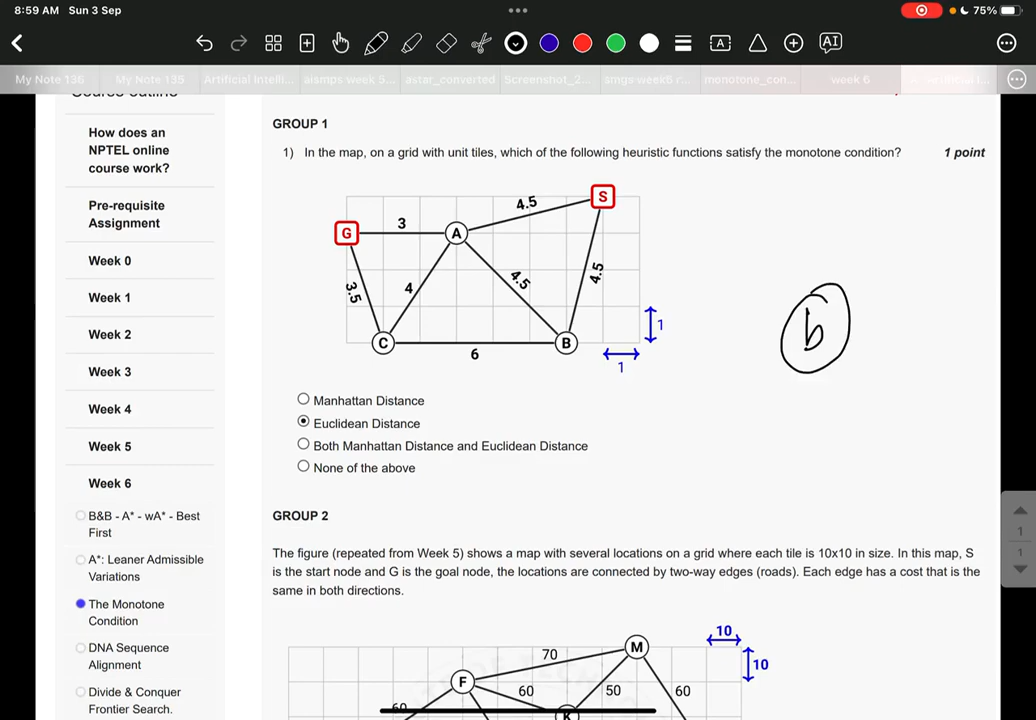 8:59 AM Sun 3 Sep
75%
A
AI
My Note 136
My Note 135
Artificial Intelli...
aismps week 5...
astar_converted
Screenshot_2...
smgs week6 r...
monotone_con...
week 6
Course outline
How does an
NPTEL online
course work?
Pre-requisite
Assignment
Week 0
Week 1
Week 2
Week 3
Week 4
Week 5
Week 6
B&B - A* - wA* - Best
First
A*: Leaner Admissible
Variations
The Monotone
Condition
DNA Sequence
Alignment
Divide & Conquer
Frontier Search.
GROUP 1
1) In the map, on a grid with unit tiles, which of the following heuristic functions satisfy the monotone condition? 1 point
S
4.5
3
G
A
4.5
4.5
3.5
4
1
C
B
6
1
b
Manhattan Distance
Euclidean Distance
Both Manhattan Distance and Euclidean Distance
None of the above
GROUP 2
The figure (repeated from Week 5) shows a map with several locations on a grid where each tile is 10x10 in size. In this map, S
is the start node and G is the goal node, the locations are connected by two-way edges (roads). Each edge has a cost that is the
same in both directions.
10
M
70
10
F
60
50
60
60
K
1
1